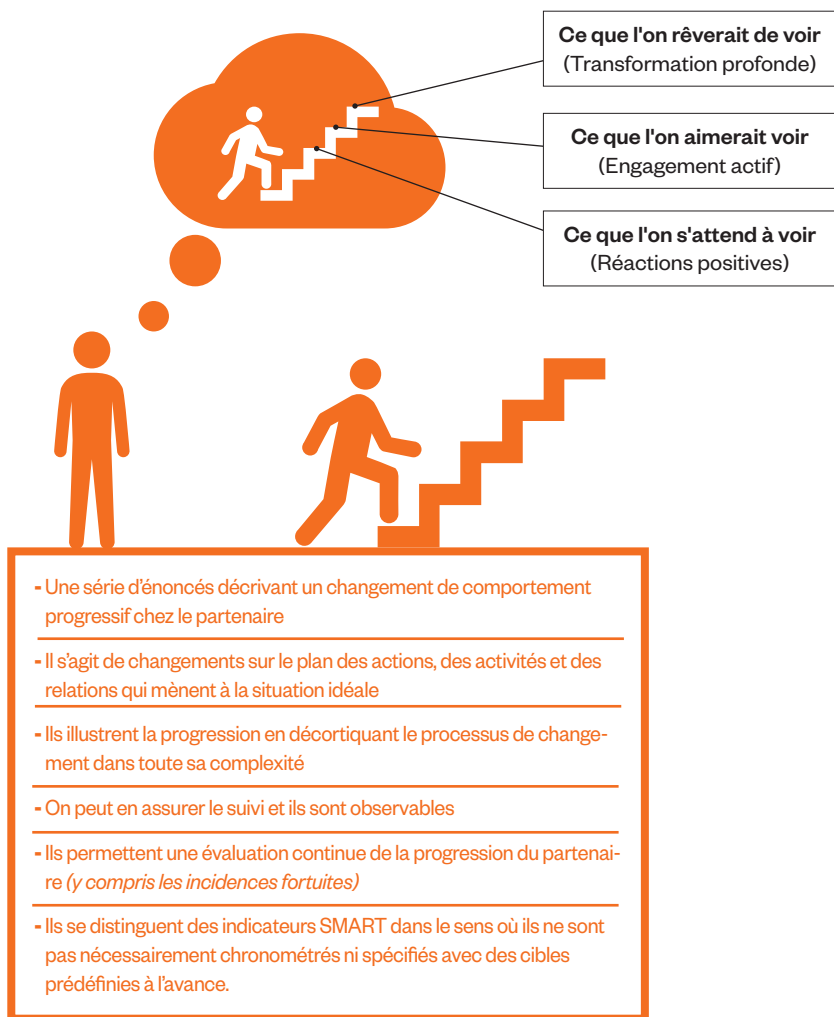 Ce que l'on rêverait de voir
(Transformation profonde)
Ce que l'on aimerait voir
(Engagement actif)
Ce que l'on s'attend à voir
(Réactions positives)
- Une série d’énoncés décrivant un changement de comportement
progressif chez le partenaire
- Il s’agit de changements sur le plan des actions, des activités et des
relations qui mènent à la situation idéale
- Ils illustrent la progression en décortiquant le processus de change-
ment dans toute sa complexité
- On peut en assurer le suivi et ils sont observables
- Ils permettent une évaluation continue de la progression du partenai-
re (y compris les incidences fortuites)
- Ils se distinguent des indicateurs SMART dans le sens où ils ne sont
pas nécessairement chronométrés ni spécifiés avec des cibles
prédéfinies à l’avance.